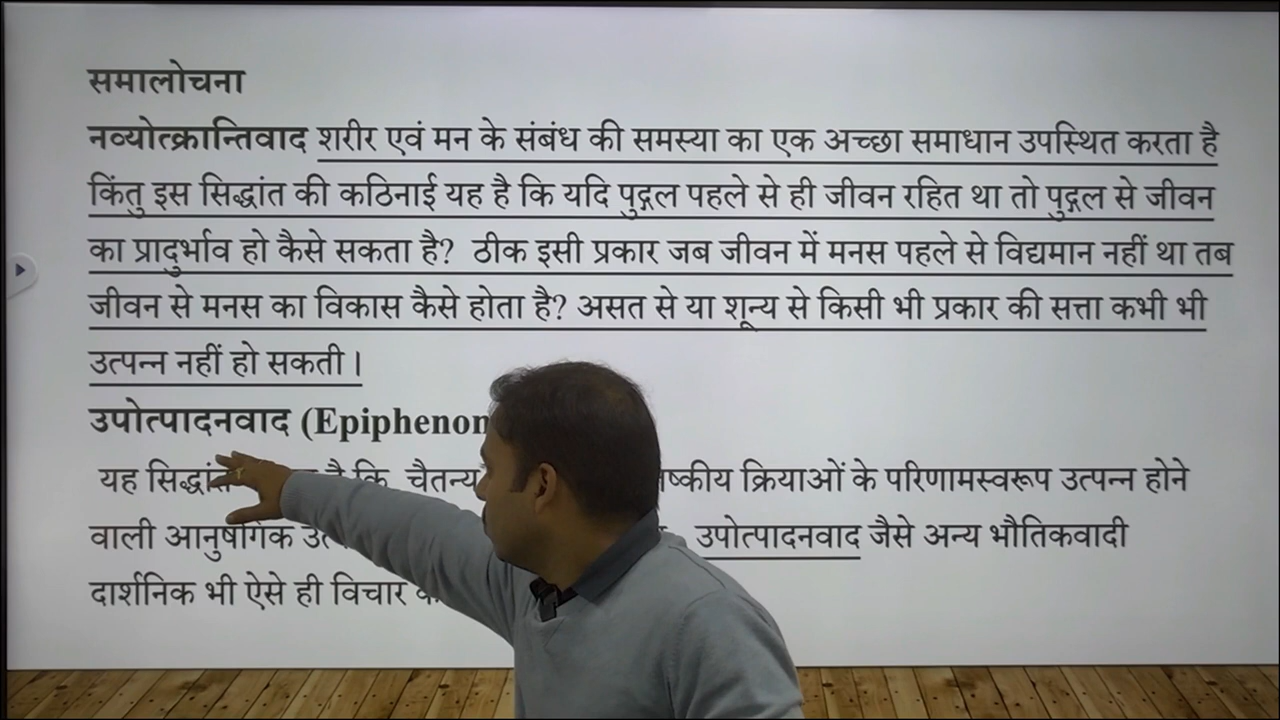 समालोचना
नव्योत्क्रान्तिवाद शरीर एवं मन के संबंध की समस्या का एक अच्छा समाधान उपस्थित करता है
किंतु इस सिद्धांत की कठिनाई यह है कि यदि पुद्गल पहले से ही जीवन रहित था तो पुद्गल से जीवन
का प्रादुर्भाव हो कैसे सकता है? ठीक इसी प्रकार जब जीवन में मनस पहले से विद्यमान नहीं था तब
जीवन से मनस का विकास कैसे होता है? असत से या शून्य से किसी भी प्रकार की सत्ता कभी भी
उत्पन्न नहीं हो सकती ।
उपोत्पादनवाद (Epiphenom
यह है कि चैतन्य क्रियाओं के परिणामस्वरूप उत्पन्न होने
वाली उपोत्पादनवाद जैसे अन्य भौतिकवादी
दार्शनिक भी ऐसे ही विचार